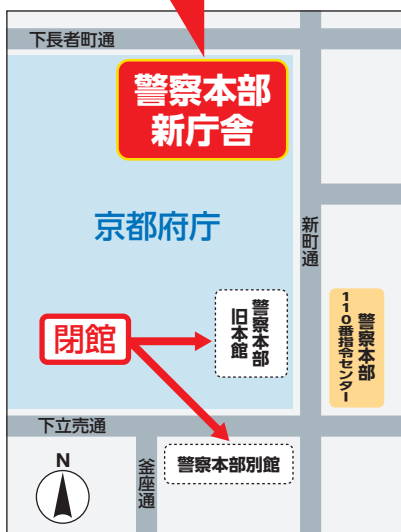 下長者町通
警察本部
新庁舎
京都府庁
新町通
閉館
警察本部
旧本館
警察本部
110番指令センター
下立売通
N
釜座通
警察本部別館